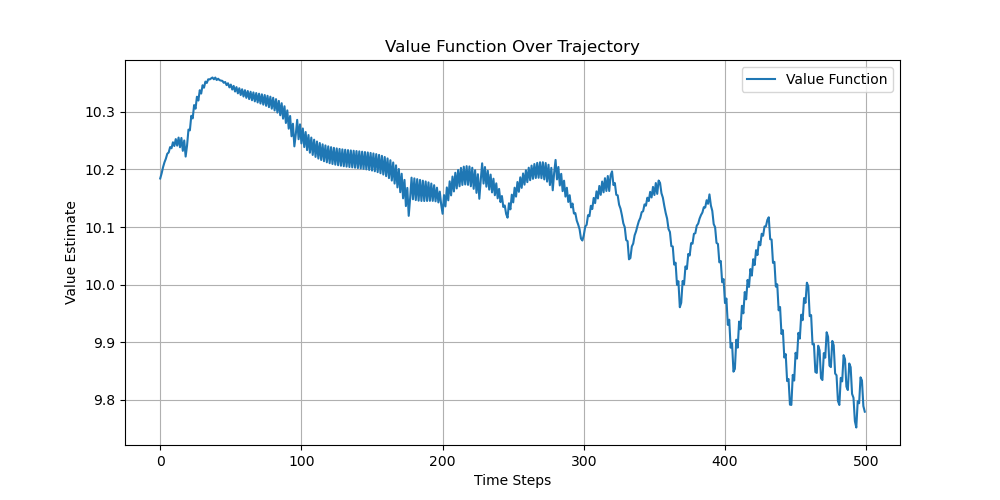 Value Function Over Trajectory
Value Function
Value Estimate
10.3
10.2
10.1
10.0
9.9
9.8
0 100 200 300 400 500
Time Steps